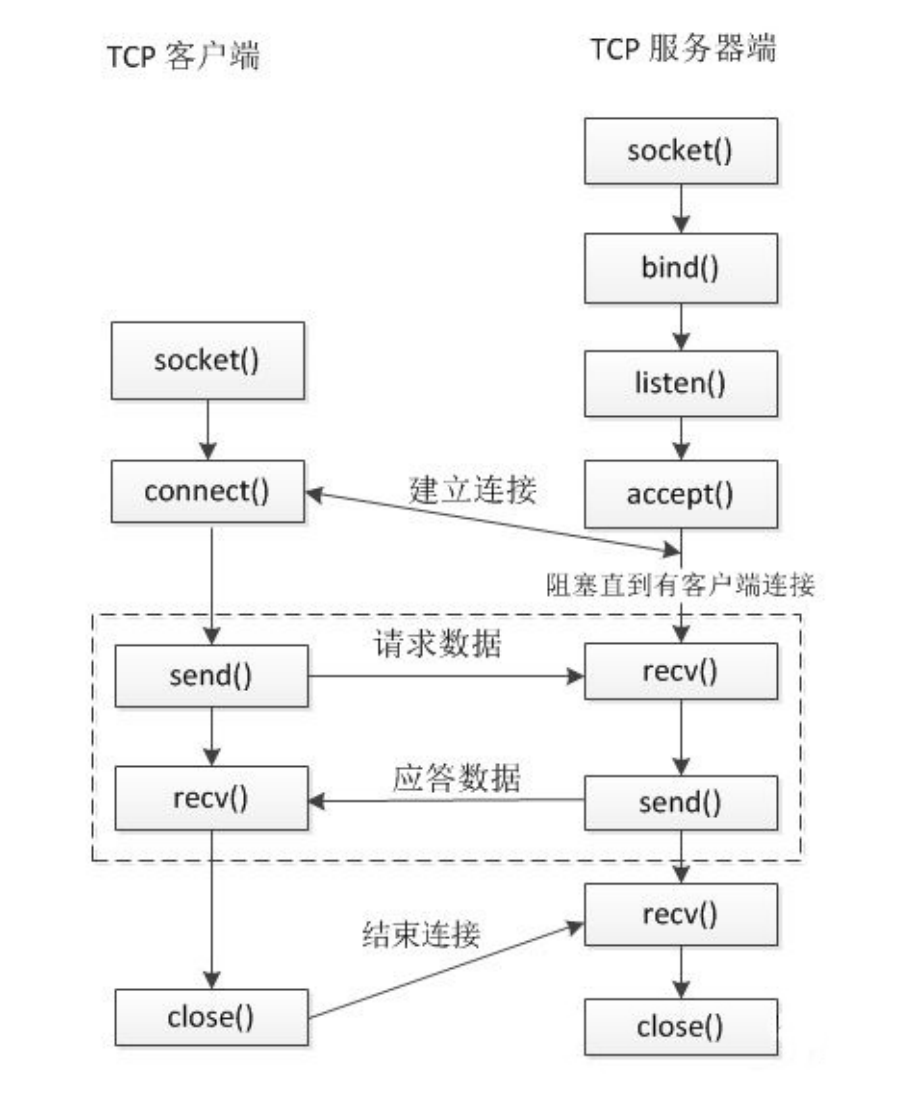 TCP 客户端
TCP 服务器端
socket()
bind()
socket()
listen()
connect()
建立连接
accept()
阻塞直到有客户端连接
send()
请求数据
recv()
recv()
应答数据
send()
recv()
结束连接
close()
close()